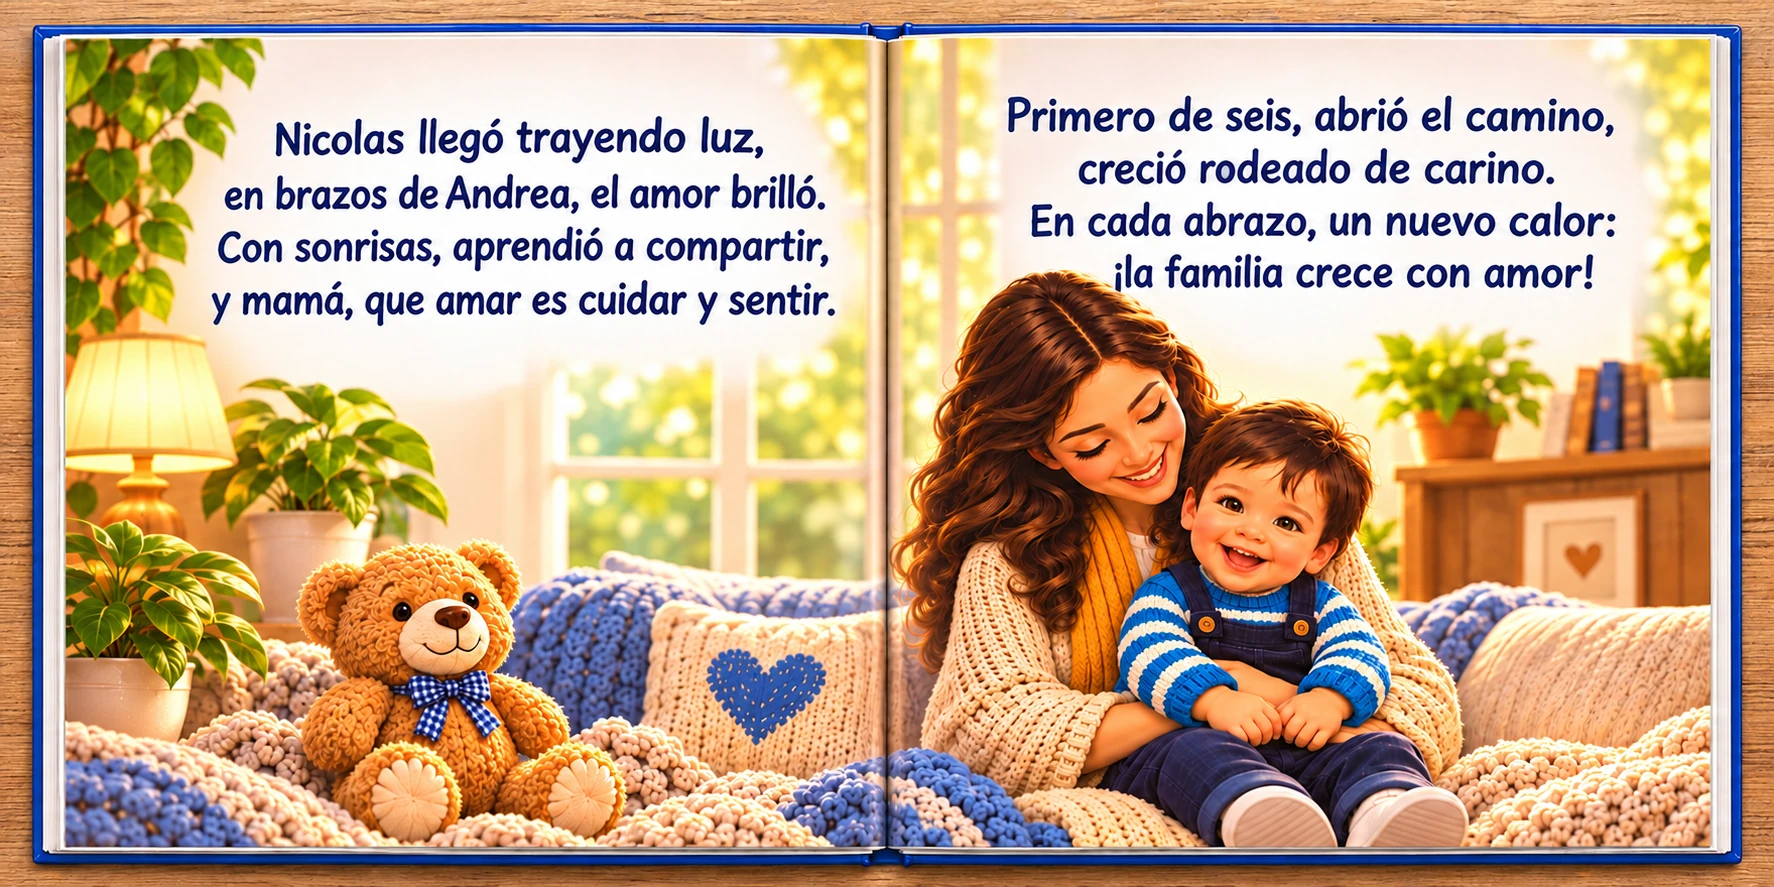 Nicolas llegó trayendo luz,
en brazos de Andrea, el amor brilló.
Con sonrisas, aprendió a compartir,
y mamá, que amar es cuidar y sentir.
Primero de seis, abrió el camino,
creció rodeado de carino.
En cada abrazo, un nuevo calor:
¡la familia crece con amor!